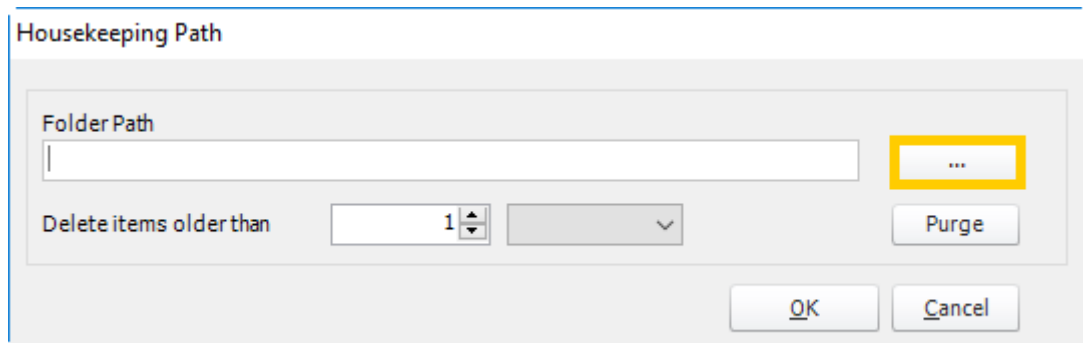 Housekeeping Path
Folder Path
...
Delete items older than 1
Purge
OK Cancel